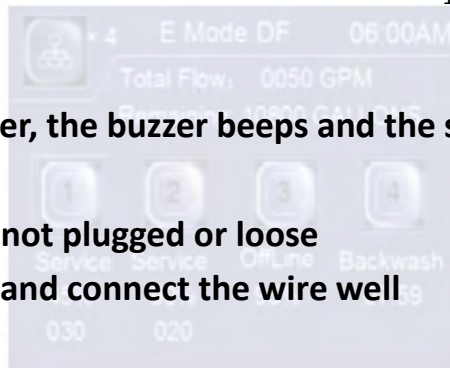 × 4 E Mode DF 06:00AM
Total Flow: 0050 GPM
er, the buzzer beeps and the s
1 2 3 4
not plugged or loose
Service Service OffLine Backwash
and connect the wire well
030 020